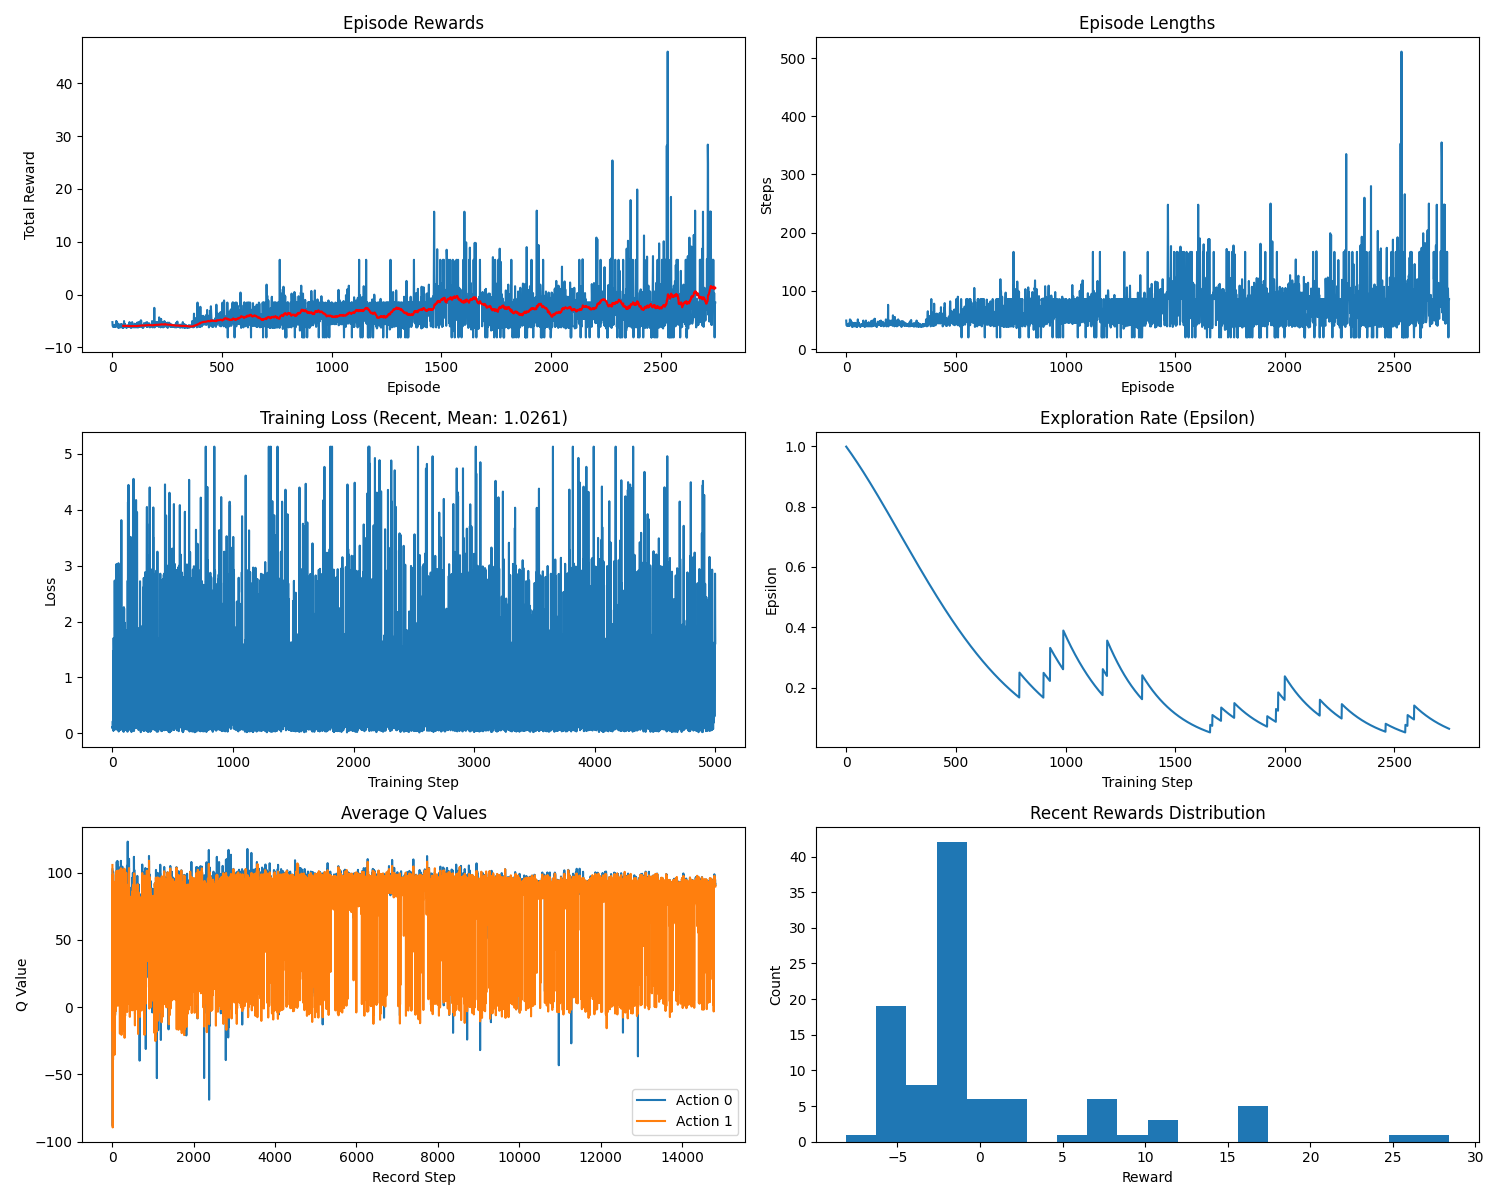 Episode Rewards
Total Reward
40
30
20
10
0
−10
0 500 1000 1500 2000 2500
Episode
Episode Lengths
Steps
500
400
300
200
100
0
0 500 1000 1500 2000 2500
Episode
Training Loss (Recent, Mean: 1.0261)
Loss
5
4
3
2
1
0
0 1000 2000 3000 4000 5000
Training Step
Exploration Rate (Epsilon)
Epsilon
1.0
0.8
0.6
0.4
0.2
0 500 1000 1500 2000 2500
Training Step
Average Q Values
Q Value
100
50
0
−50
−100
Action 0
Action 1
0 2000 4000 6000 8000 10000 12000 14000
Record Step
Recent Rewards Distribution
Count
40
35
30
25
20
15
10
5
0
−5 0 5 10 15 20 25 30
Reward